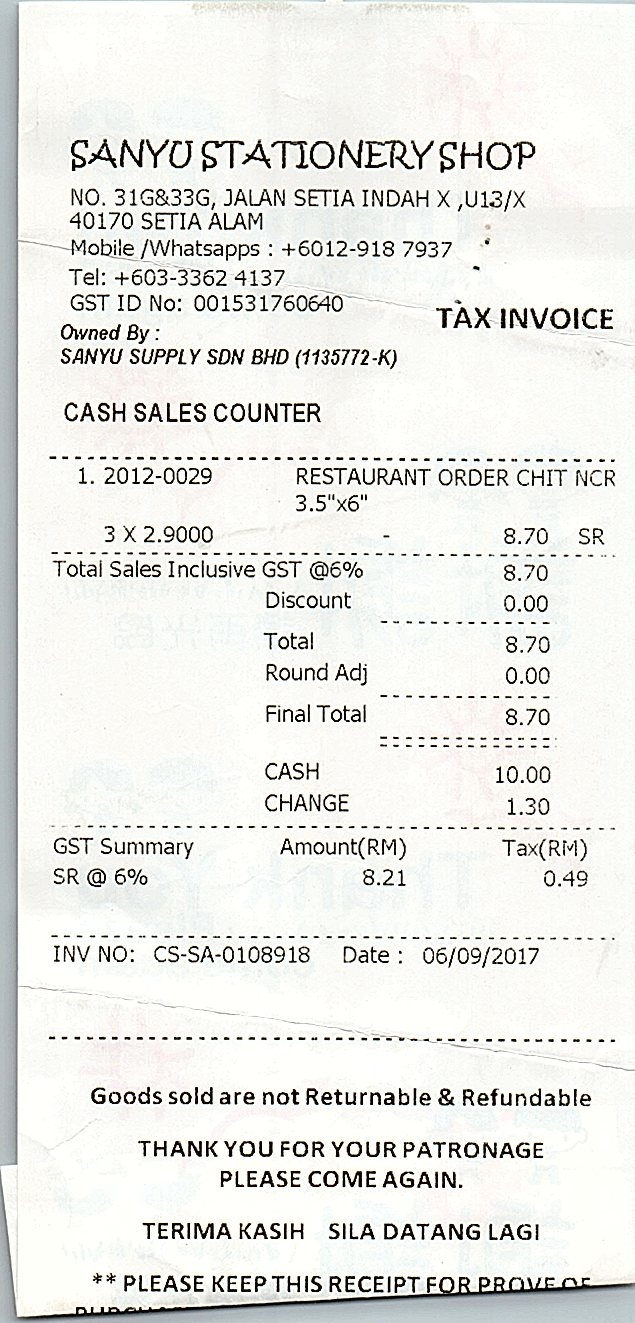 SANYU STATIONERY SHOP
NO. 31G&33G, JALAN SETIA INDAH X ,U13/X
40170 SETIA ALAM
Mobile /Whatsapps : +6012-918 7937
Tel: +603-3362 4137
GST ID No: 001531760640
TAX INVOICE
Owned By :
SANYU SUPPLY SDN BHD (1135772-K)
CASH SALES COUNTER
1. 2012-0029 RESTAURANT ORDER CHIT NCR
3.5"x6"
3 X 2.9000 - 8.70 SR
Total Sales Inclusive GST @6% 8.70
Discount 0.00
Total 8.70
Round Adj 0.00
Final Total 8.70
CASH 10.00
CHANGE 1.30
GST Summary Amount(RM) Tax(RM)
SR @ 6% 8.21 0.49
INV NO: CS-SA-0108918 Date : 06/09/2017
Goods sold are not Returnable & Refundable
THANK YOU FOR YOUR PATRONAGE
PLEASE COME AGAIN.
TERIMA KASIH SILA DATANG LAGI
** PLEASE KEEP THIS RECEIPT FOR PROVE OF